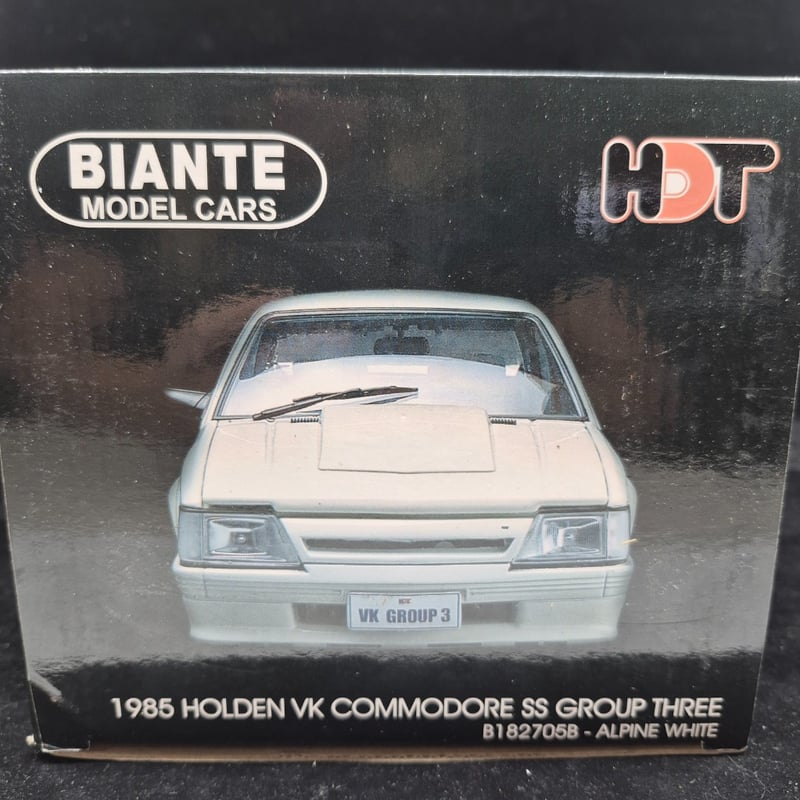 BIANTE
MODEL CARS
HDT
VK GROUP 3
1985 HOLDEN VK COMMODORE SS GROUP THREE
B182705B - ALPINE WHITE